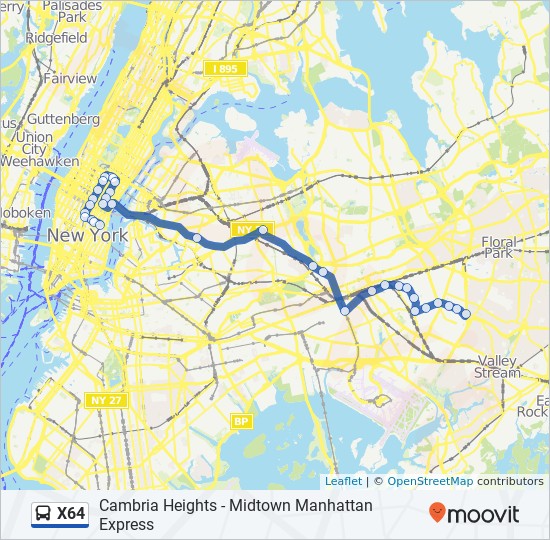 Palisades
Park
Ridgefield
I 895
Fairview
Guttenberg
Union
City
Weehawken
Hoboken
New York
NY
Floral
Park
Valley
Stream
NY 27
BP
Rock
Leaflet | © OpenStreetMap contributors
X64
Cambria Heights - Midtown Manhattan
Express
moovit